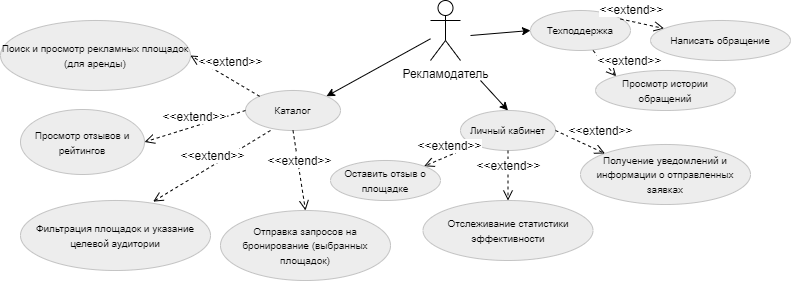 <<extend>>
Техподдержка
Написать обращение
Поиск и просмотр рекламных площадок
(для аренды)
<<extend>>
<<extend>>
Рекламодатель
Просмотр истории
обращений
<<extend>>
Каталог
Просмотр отзывов и
рейтингов
Личный кабинет
<<extend>>
<<extend>>
<<extend>>
<<extend>>
<<extend>>
<<extend>>
Получение уведомлений и
информации о отправленных
заявках
Оставить отзыв о
площадке
Фильтрация площадок и указание
целевой аудитории
Отправка запросов на
бронирование (выбранных
площадок)
Отслеживание статистики
эффективности